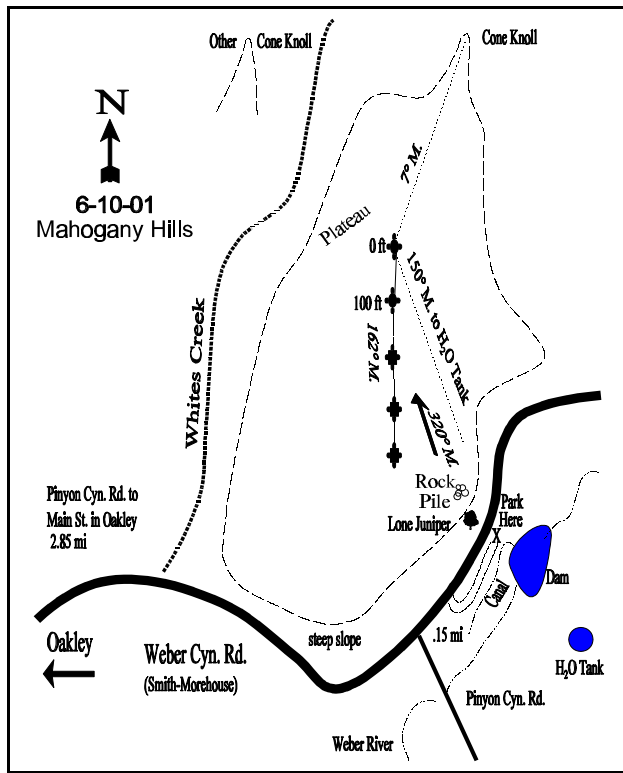 Other Cone Knoll
Cone Knoll
N
6-10-01
Mahogany Hills
7º M.
Plateau
0 ft
150º M. to H₂O Tank
100 ft
162º M.
Whites Creek
320º M.
Rock
Pile
Pinyon Cyn. Rd. to
Main St. in Oakley
2.85 mi
Park
Here
X
Lone Juniper
Dam
Canal
steep slope
.15 mi
Oakley
Weber Cyn. Rd.
(Smith-Morehouse)
H₂O Tank
Pinyon Cyn. Rd.
Weber River